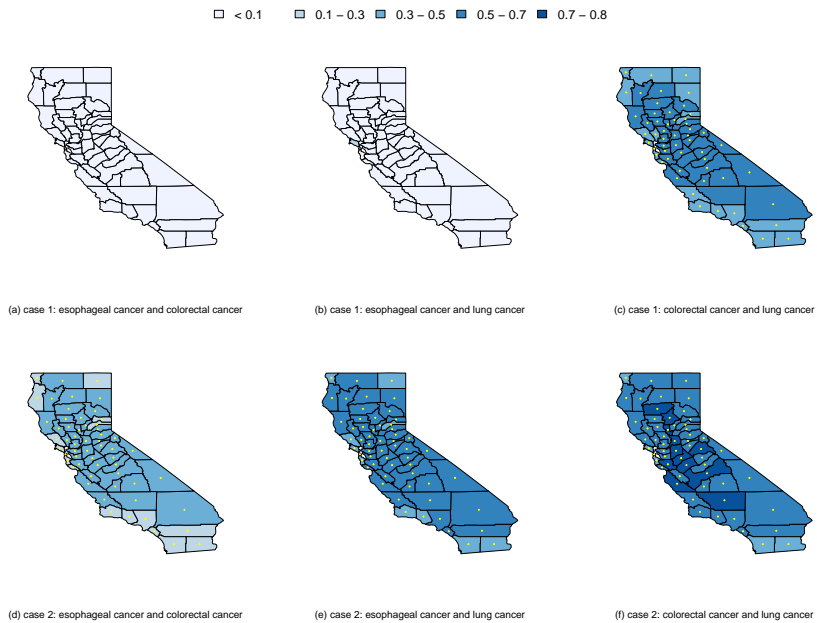 < 0.1 0.1 – 0.3 0.3 – 0.5 0.5 – 0.7 0.7 – 0.8
(a) case 1: esophageal cancer and colorectal cancer
(b) case 1: esophageal cancer and lung cancer
(c) case 1: colorectal cancer and lung cancer
(d) case 2: esophageal cancer and colorectal cancer
(e) case 2: esophageal cancer and lung cancer
(f) case 2: colorectal cancer and lung cancer